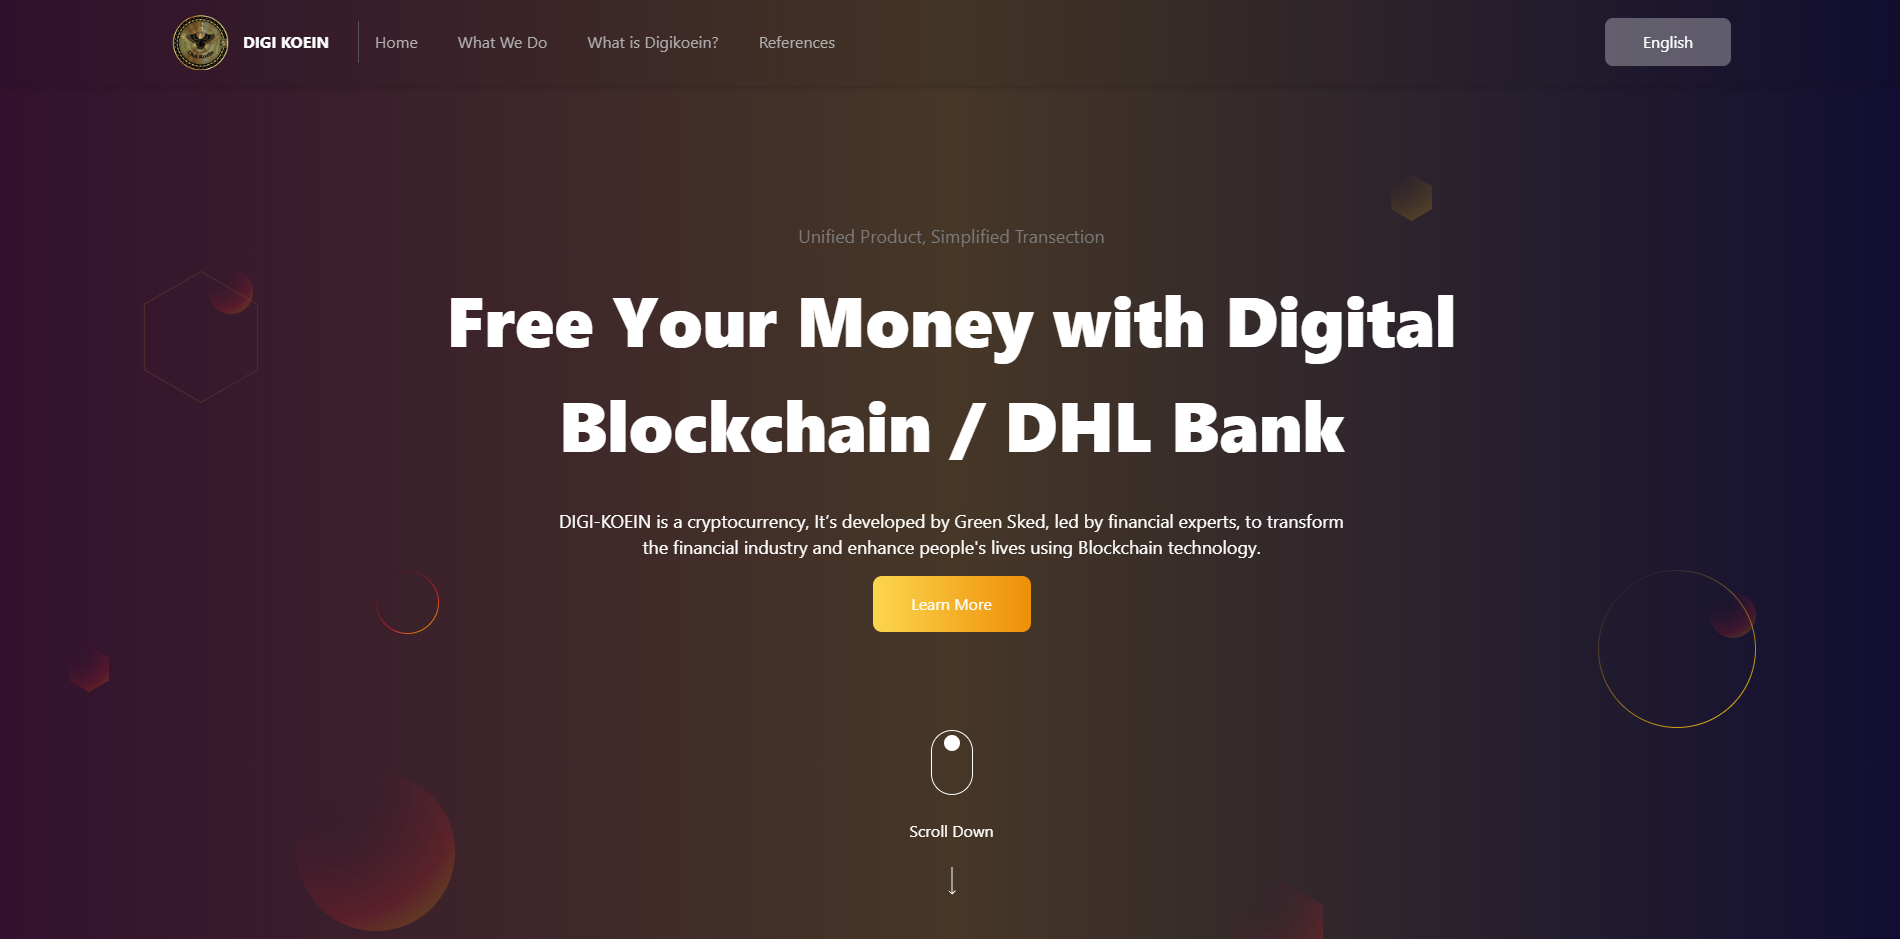 DIGI KOEIN
Home
What We Do
What is Digikoein?
References
English
Unified Product, Simplified Transection
Free Your Money with Digital
Blockchain / DHL Bank
DIGI-KOEIN is a cryptocurrency, It’s developed by Green Sked, led by financial experts, to transform
the financial industry and enhance people's lives using Blockchain technology.
Learn More
Scroll Down